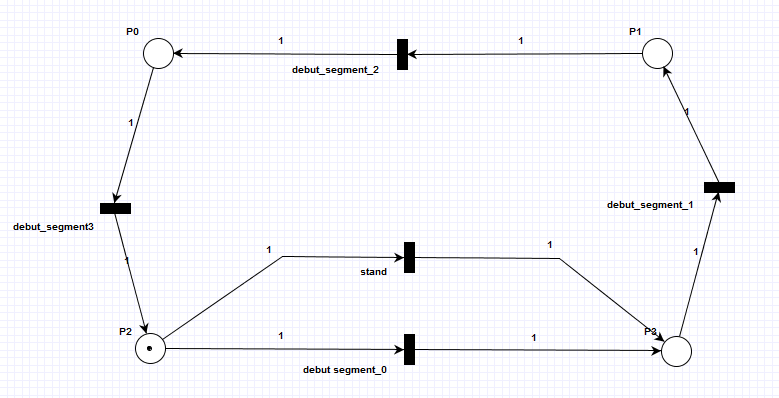 P0
1
1
P1
debut_segment_2
1
1
debut_segment_1
debut_segment3
1
1
1
1
stand
P2
1
1
P3
debut segment_0